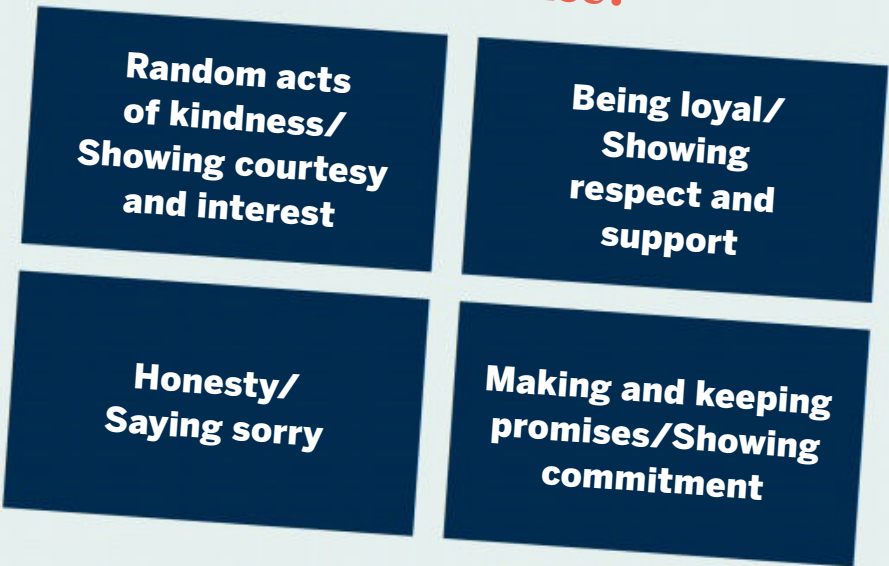 Random acts
of kindness/
Showing courtesy
and interest
Being loyal/
Showing
respect and
support
Honesty/
Saying sorry
Making and keeping
promises/Showing
commitment